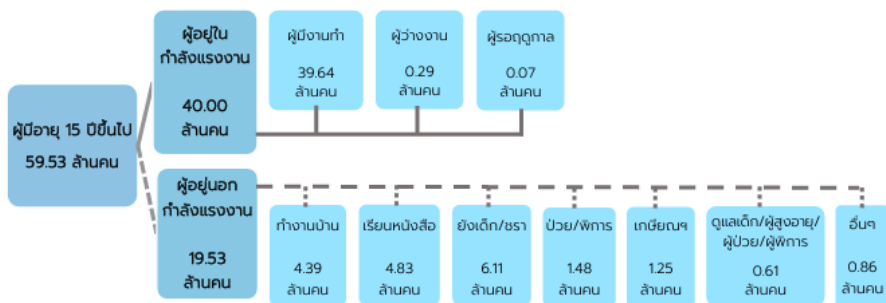 ผู้มีอายุ 15 ปีขึ้นไป
59.53 ล้านคน
ผู้อยู่ใน
กำลังแรงงาน
40.00
ล้านคน
ผู้มีงานทำ
39.64
ล้านคน
ผู้ว่างงาน
0.29
ล้านคน
ผู้รอฤดูกาล
0.07
ล้านคน
ผู้อยู่นอก
กำลังแรงงาน
19.53
ล้านคน
ทำงานบ้าน
4.39
ล้านคน
เรียนหนังสือ
4.83
ล้านคน
ยังเด็ก/ชรา
6.11
ล้านคน
ป่วย/พิการ
1.48
ล้านคน
เกษียณฯ
1.25
ล้านคน
ดูแลเด็ก/ผู้สูงอายุ/
ผู้ป่วย/ผู้พิการ
0.61
ล้านคน
อื่นๆ
0.86
ล้านคน